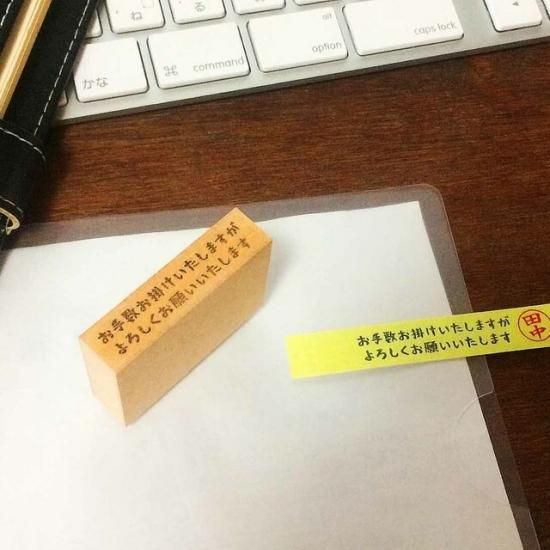 ね
る
かな
⌘ command
alt
option
caps lock
お手数お掛けいたしますが
よろしくお願いいたします
お手数お掛けいたしますが
よろしくお願いいたします
田中